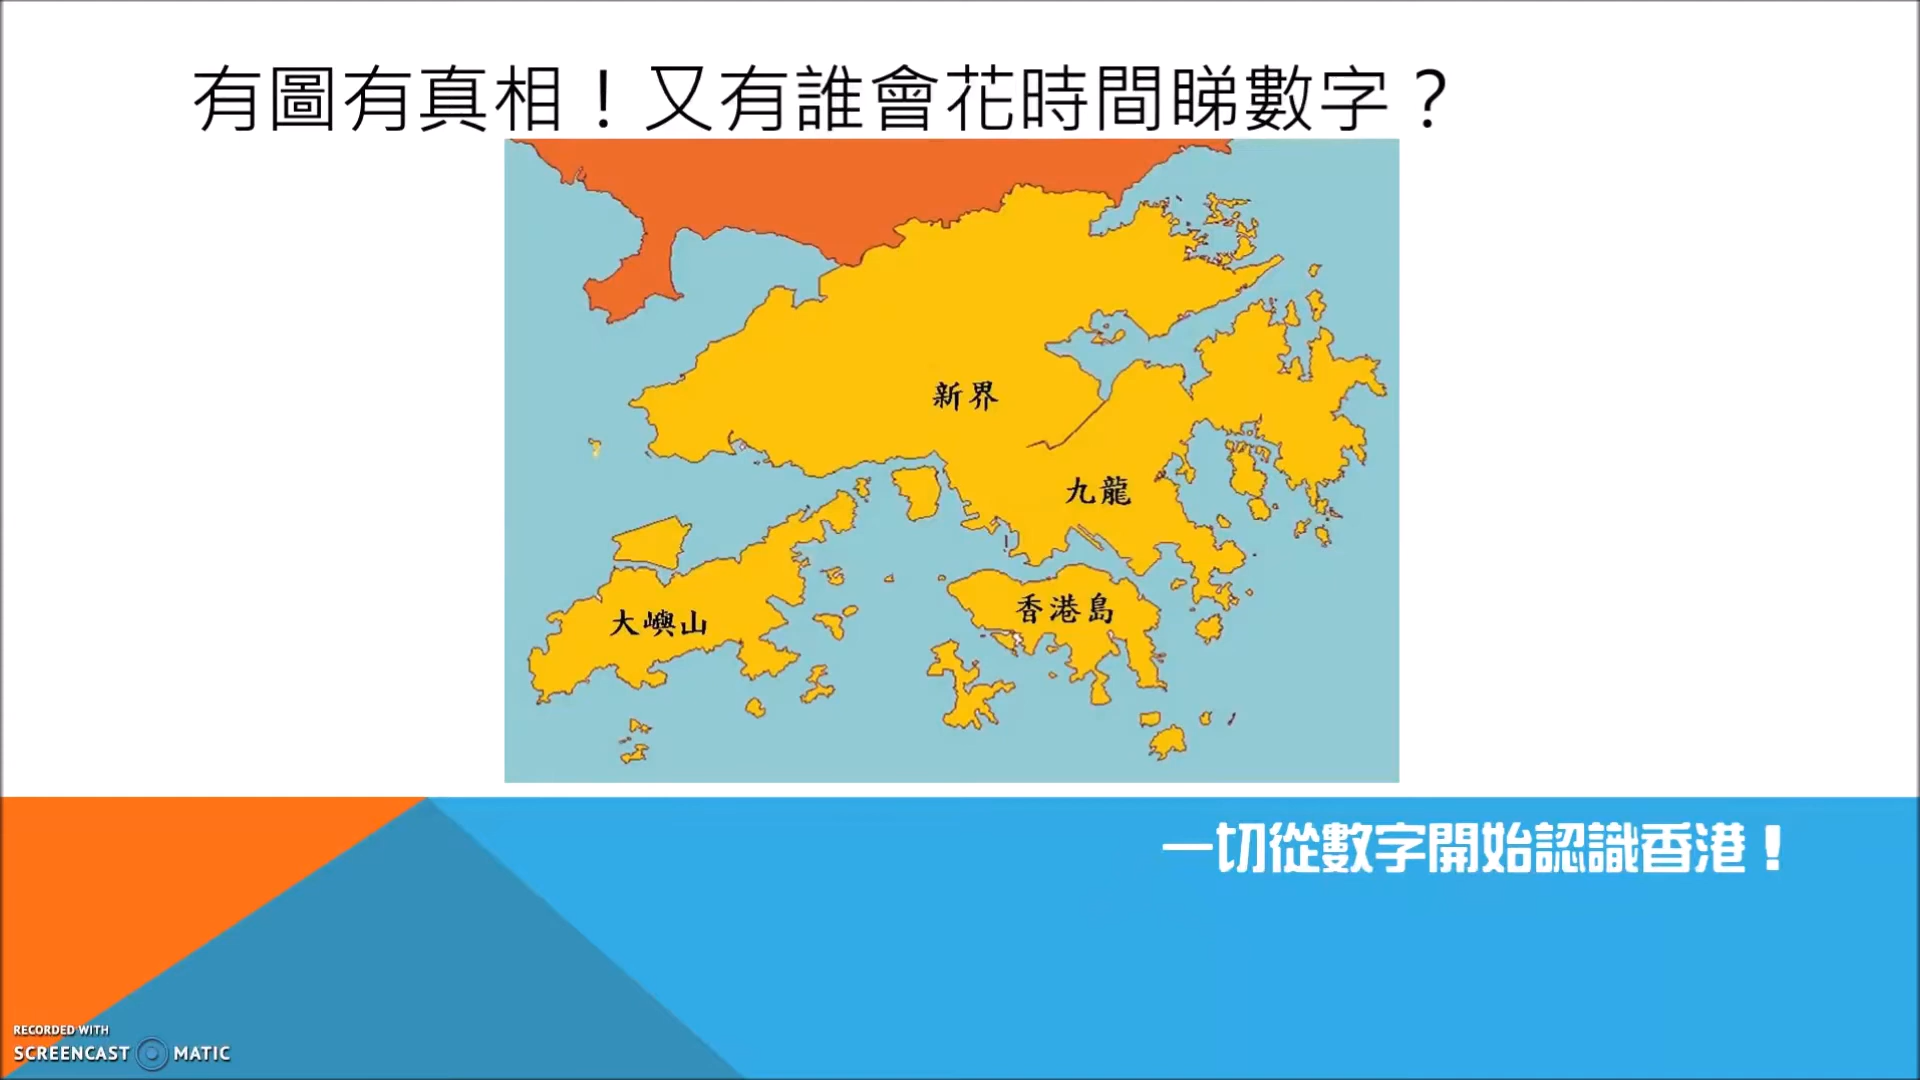 有圖有真相！又有誰會花時間睇數字？
新界
九龍
香港島
大嶼山
一切從數字開始認識香港！
RECORDED WITH
SCREENCAST MATIC